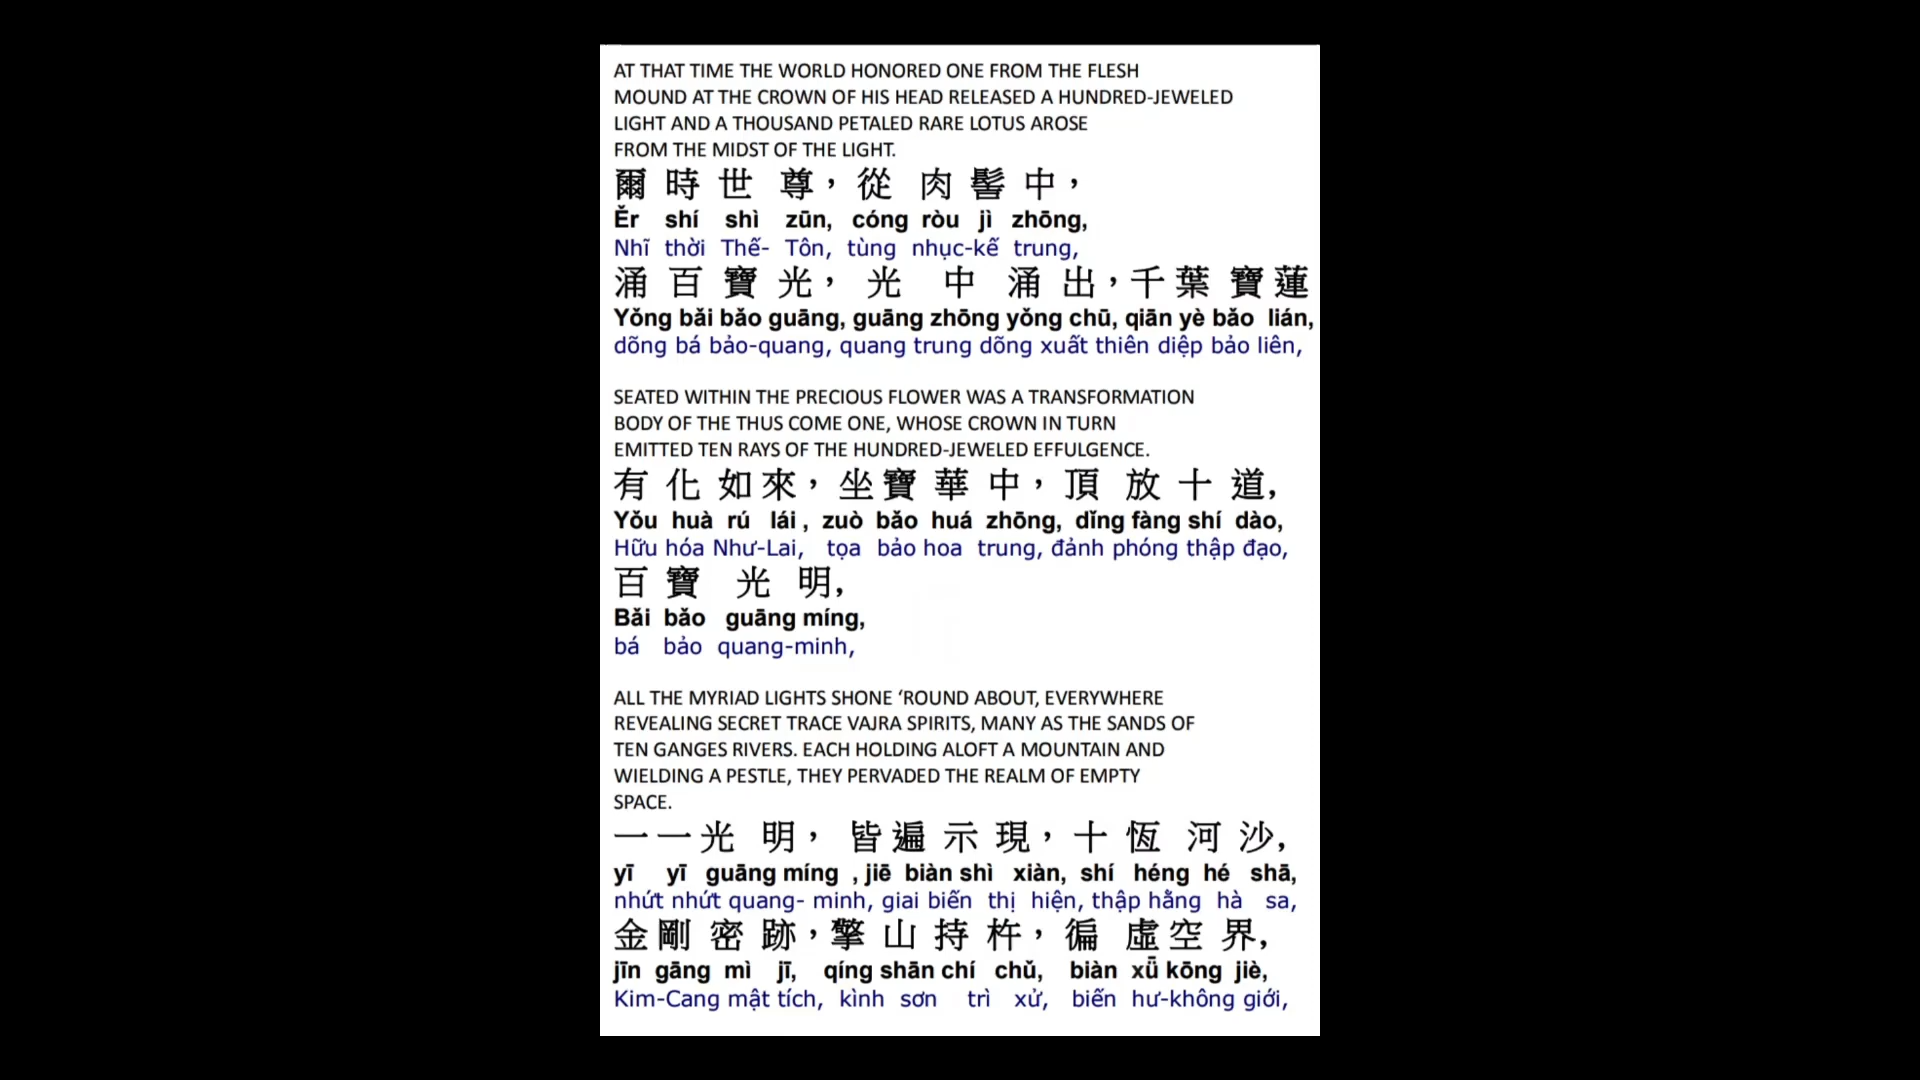 AT THAT TIME THE WORLD HONORED ONE FROM THE FLESH
MOUND AT THE CROWN OF HIS HEAD RELEASED A HUNDRED-JEWELED
LIGHT AND A THOUSAND PETALED RARE LOTUS AROSE
FROM THE MIDST OF THE LIGHT.
爾時世尊，從肉髻中，
Ěr shí shì zūn, cóng ròu jì zhōng,
Nhĩ thời Thế- Tôn, tùng nhục-kế trung,
涌百寶光，光中涌出，千葉寶蓮
Yǒng bǎi bǎo guāng, guāng zhōng yǒng chū, qiān yè bǎo lián,
dõng bá bảo-quang, quang trung dõng xuất thiên diệp bảo liên,
SEATED WITHIN THE PRECIOUS FLOWER WAS A TRANSFORMATION
BODY OF THE THUS COME ONE, WHOSE CROWN IN TURN
EMITTED TEN RAYS OF THE HUNDRED-JEWELED EFFULGENCE.
有化如來，坐寶華中，頂放十道,
Yǒu huà rú lái , zuò bǎo huá zhōng, dǐng fàng shí dào,
Hữu hóa Như-Lai, tọa bảo hoa trung, đảnh phóng thập đạo,
百寶光明,
Bǎi bǎo guāng míng,
bá bảo quang-minh,
ALL THE MYRIAD LIGHTS SHONE ‘ROUND ABOUT, EVERYWHERE
REVEALING SECRET TRACE VAJRA SPIRITS, MANY AS THE SANDS OF
TEN GANGES RIVERS. EACH HOLDING ALOFT A MOUNTAIN AND
WIELDING A PESTLE, THEY PERVADED THE REALM OF EMPTY
SPACE.
一一光明，皆遍示現，十恆河沙,
yī yī guāng míng , jiē biàn shì xiàn, shí héng hé shā,
nhứt nhứt quang- minh, giai biến thị hiện, thập hằng hà sa,
金剛密跡，擎山持杵，徧虛空界,
jīn gāng mì jī, qíng shān chí chǔ, biàn xǖ kōng jiè,
Kim-Cang mật tích, kình sơn trì xử, biến hư-không giới,